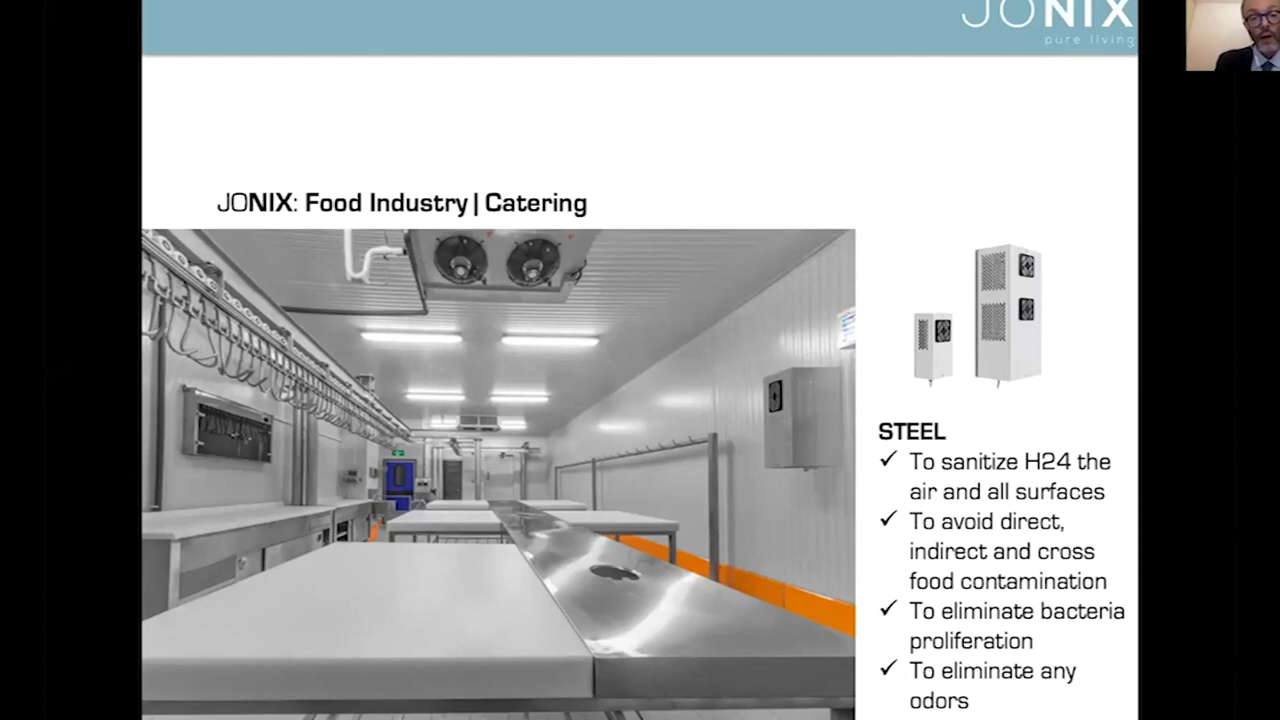 JONIX
pure living
JONIX: Food Industry | Catering
STEEL
✓ To sanitize H24 the
air and all surfaces
✓ To avoid direct,
indirect and cross
food contamination
✓ To eliminate bacteria
proliferation
✓ To eliminate any
odors